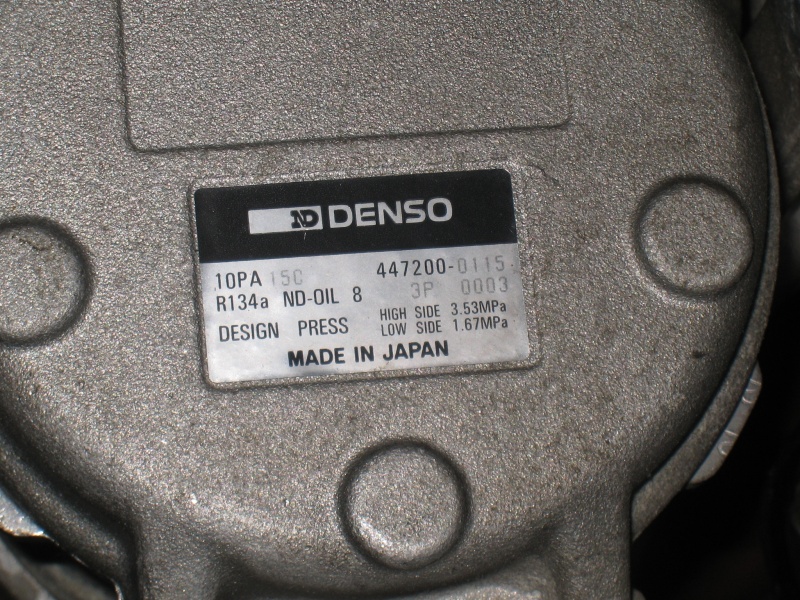 ND DENSO
10PA 15C 447200-0115
R134a ND-OIL 8 3P 0003
DESIGN PRESS HIGH SIDE 3.53MPa
LOW SIDE 1.67MPa
MADE IN JAPAN